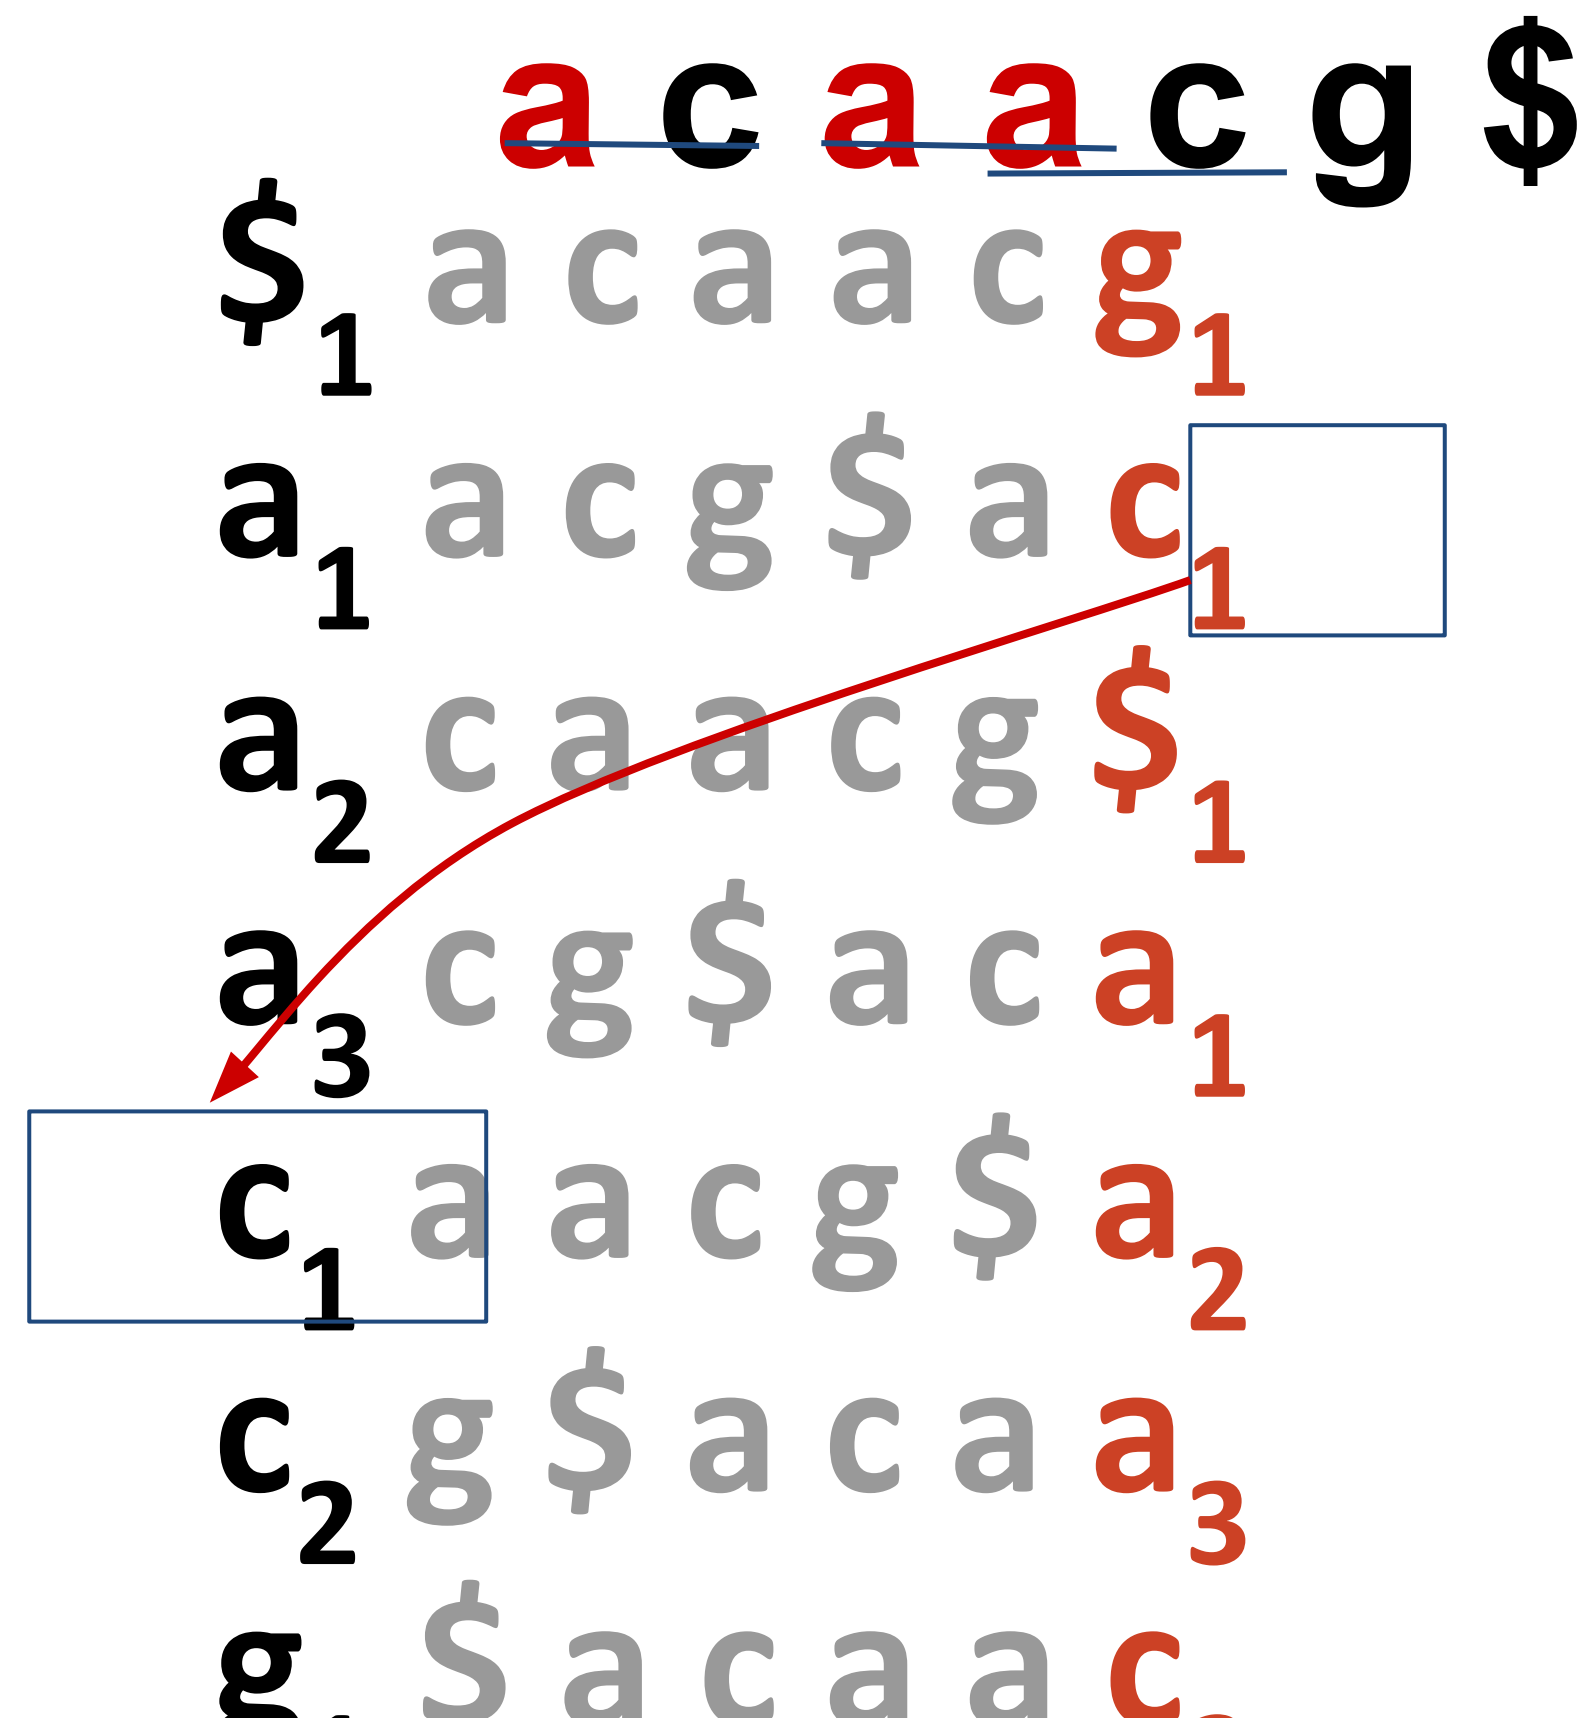 a c a a c g $
$1 a c a a c g1
a1 a c g $ a c1
a2 c a a c g $1
a3 c g $ a c a1
c1 a a c g $ a2
c2 g $ a c a a3
g $ a c a a c